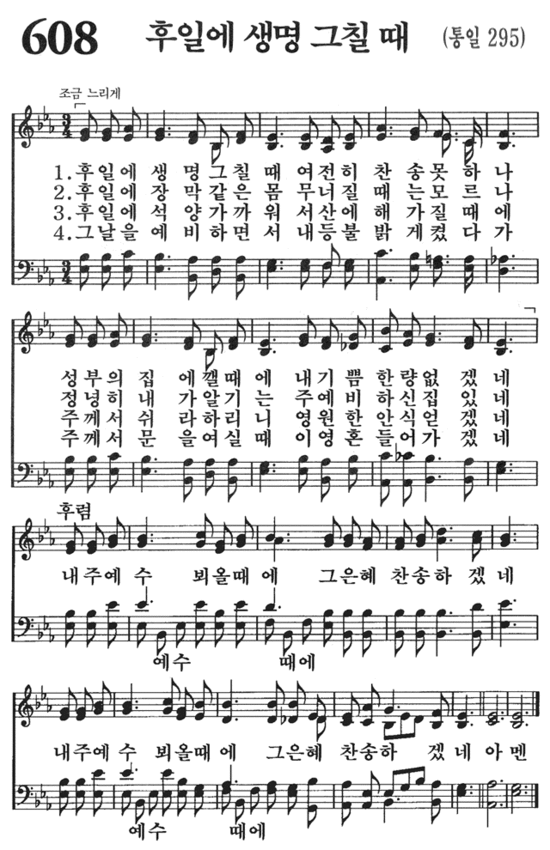 608 후일에 생명 그칠 때 (통일 295)
조금 느리게
1.후일에 생 명그칠 때 여전히 찬 송못 하 나
2.후일에 장 막같은 몸 무너질 때 는모 르 나
3.후일에 석 양가까 워 서산에 해 가질 때 에
4.그날을 예 비하면 서 내등불 밝 게켰 다 가
성부의 집 에깰때 에 내기 쁨 한량없 겠네
정녕히 내 가알기 는 주예 비 하신집 있네
주께서 쉬 라하리 니 영원 한 안식얻 겠네
주께서 문 을여실 때 이영 혼 들어가 겠네
후렴
내주예 수 뵈올때 에 그은혜 찬송하 겠네
예수 때에
내주예 수 뵈올때 에 그은혜 찬송하 겠네 아멘
예수 때에